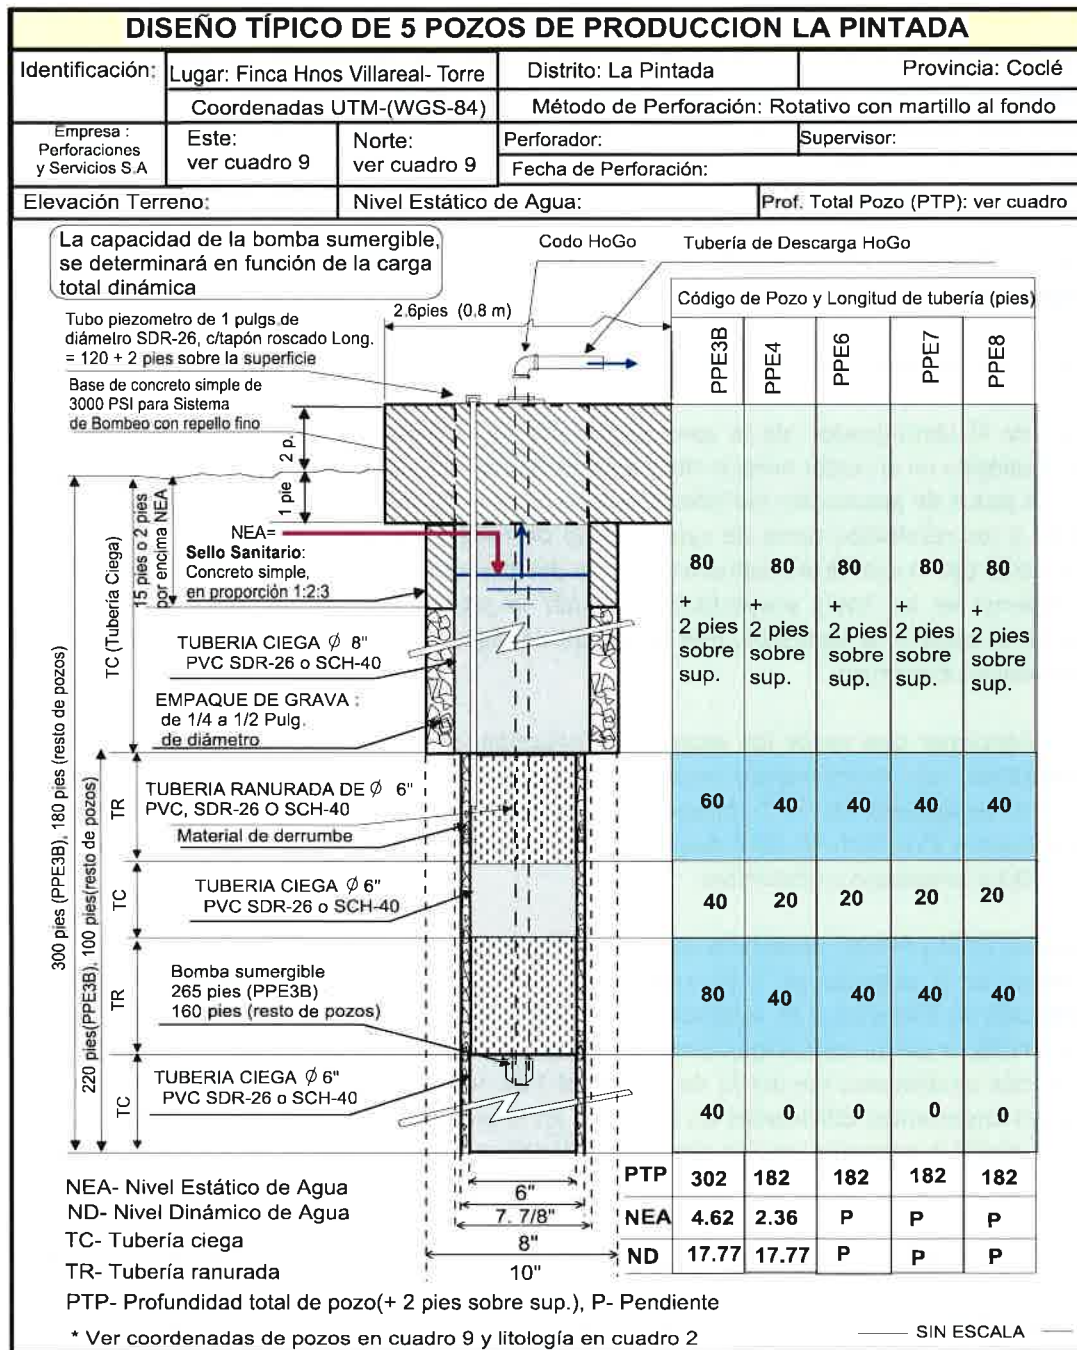 DISEÑO TÍPICO DE 5 POZOS DE PRODUCCION LA PINTADA
Identificación:
Lugar: Finca Hnos Villareal- Torre
Distrito: La Pintada
Provincia: Coclé
Coordenadas UTM-(WGS-84)
Método de Perforación: Rotativo con martillo al fondo
Empresa :
Perforaciones
y Servicios S.A
Este:
ver cuadro 9
Norte:
ver cuadro 9
Perforador:
Supervisor:
Fecha de Perforación:
Elevación Terreno:
Nivel Estático de Agua:
Prof. Total Pozo (PTP): ver cuadro
La capacidad de la bomba sumergible,
se determinará en función de la carga
total dinámica
Codo HoGo
Tubería de Descarga HoGo
2.6pies (0.8 m)
Código de Pozo y Longitud de tubería (pies)
PPE3B
PPE4
PPE6
PPE7
PPE8
Tubo piezometro de 1 pulgs.de
diámetro SDR-26, c/tapón roscado Long.
= 120 + 2 pies sobre la superficie
Base de concreto simple de
3000 PSI para Sistema
de Bombeo con repello fino
2 p.
1 pie
15 pies o 2 pies
por encima NEA
TC (Tubería Ciega)
NEA=
Sello Sanitario:
Concreto simple,
en proporción 1:2:3
80 80 80 80 80
+ + + + +
2 pies 2 pies 2 pies 2 pies 2 pies
sobre sobre sobre sobre sobre
sup. sup. sup. sup. sup.
TUBERIA CIEGA Ø 8"
PVC SDR-26 o SCH-40
EMPAQUE DE GRAVA :
de 1/4 a 1/2 Pulg.
de diámetro
300 pies (PPE3B), 180 pies (resto de pozos)
220 pies(PPE3B), 100 pies(resto de pozos)
TR
TUBERIA RANURADA DE Ø 6"
PVC, SDR-26 O SCH-40
Material de derrumbe
60 40 40 40 40
TC
TUBERIA CIEGA Ø 6"
PVC SDR-26 o SCH-40
40 20 20 20 20
TR
Bomba sumergible
265 pies (PPE3B)
160 pies (resto de pozos)
80 40 40 40 40
TC
TUBERIA CIEGA Ø 6"
PVC SDR-26 o SCH-40
40 0 0 0 0
6"
7. 7/8"
8"
10"
PTP 302 182 182 182 182
NEA 4.62 2.36 P P P
ND 17.77 17.77 P P P
NEA- Nivel Estático de Agua
ND- Nivel Dinámico de Agua
TC- Tubería ciega
TR- Tubería ranurada
PTP- Profundidad total de pozo(+ 2 pies sobre sup.), P- Pendiente
* Ver coordenadas de pozos en cuadro 9 y litología en cuadro 2
SIN ESCALA